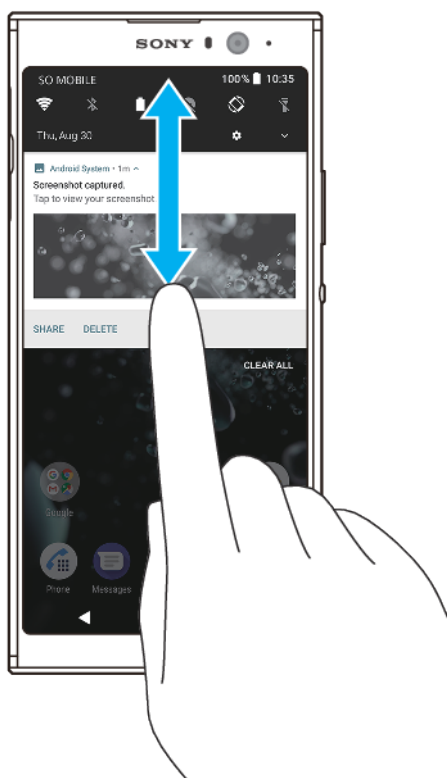 SONY
SO MOBILE 100% 10:35
Thu, Aug 30
Android System • 1m
Screenshot captured.
Tap to view your screenshot
SHARE DELETE
CLEAR ALL
Google
Phone Messages